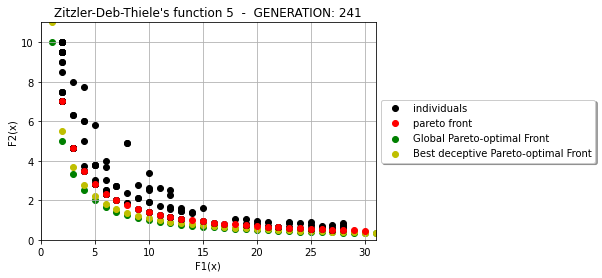 Zitzler-Deb-Thiele's function 5 - GENERATION: 241
10
8
6
4
2
0
F2(x)
0 5 10 15 20 25 30
F1(x)
individuals
pareto front
Global Pareto-optimal Front
Best deceptive Pareto-optimal Front